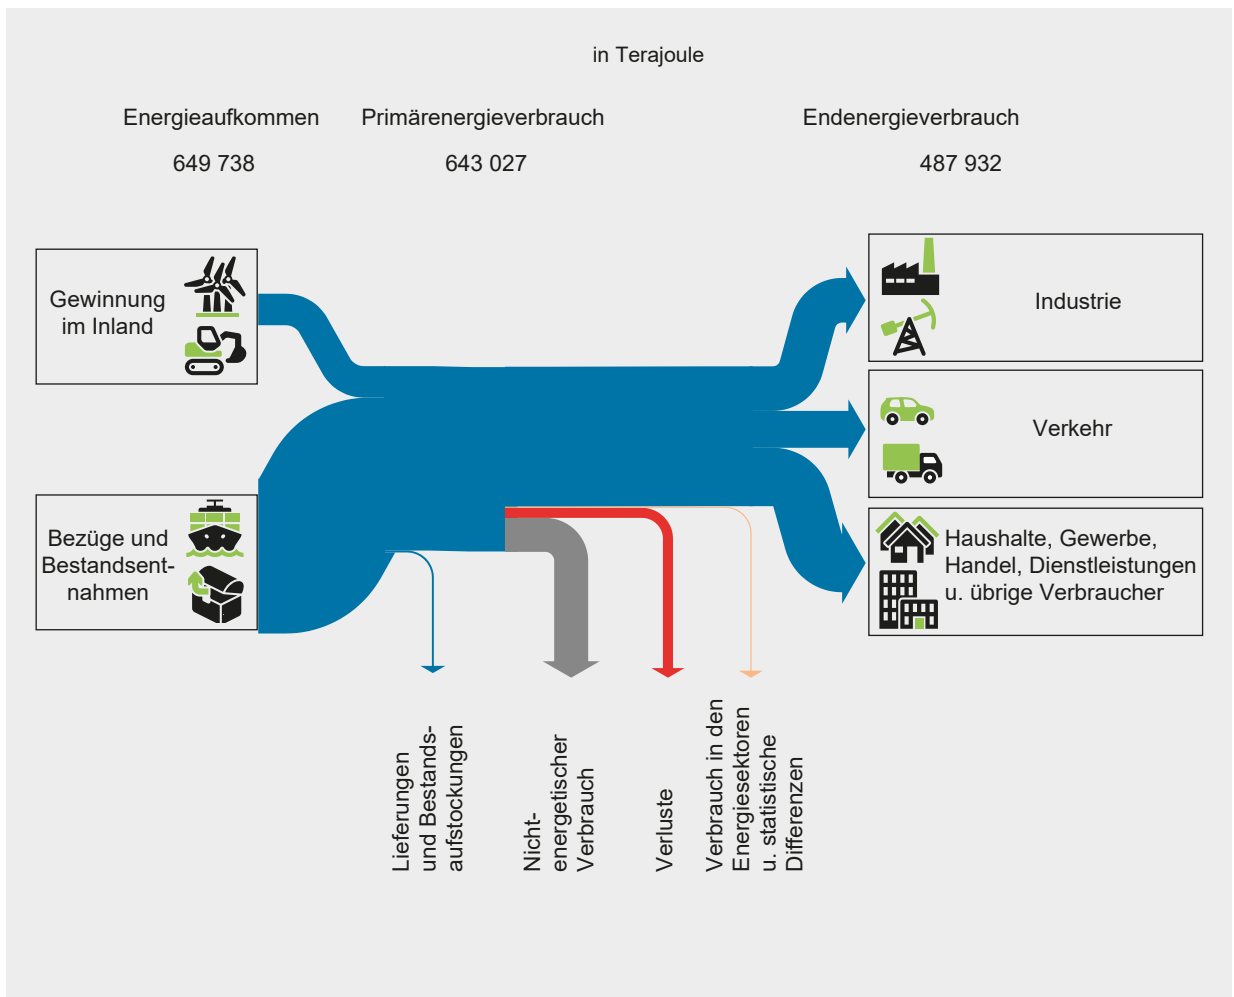 in Terajoule
Energieaufkommen
Primärenergieverbrauch
Endenergieverbrauch
649 738
643 027
487 932
Gewinnung
im Inland
Industrie
Verkehr
Bezüge und
Bestandsent-
nahmen
Haushalte, Gewerbe,
Handel, Dienstleistungen
u. übrige Verbraucher
Lieferungen
und Bestands-
aufstockungen
Nicht-
energetischer
Verbrauch
Verluste
Verbrauch in den
Energiesektoren
u. statistische
Differenzen